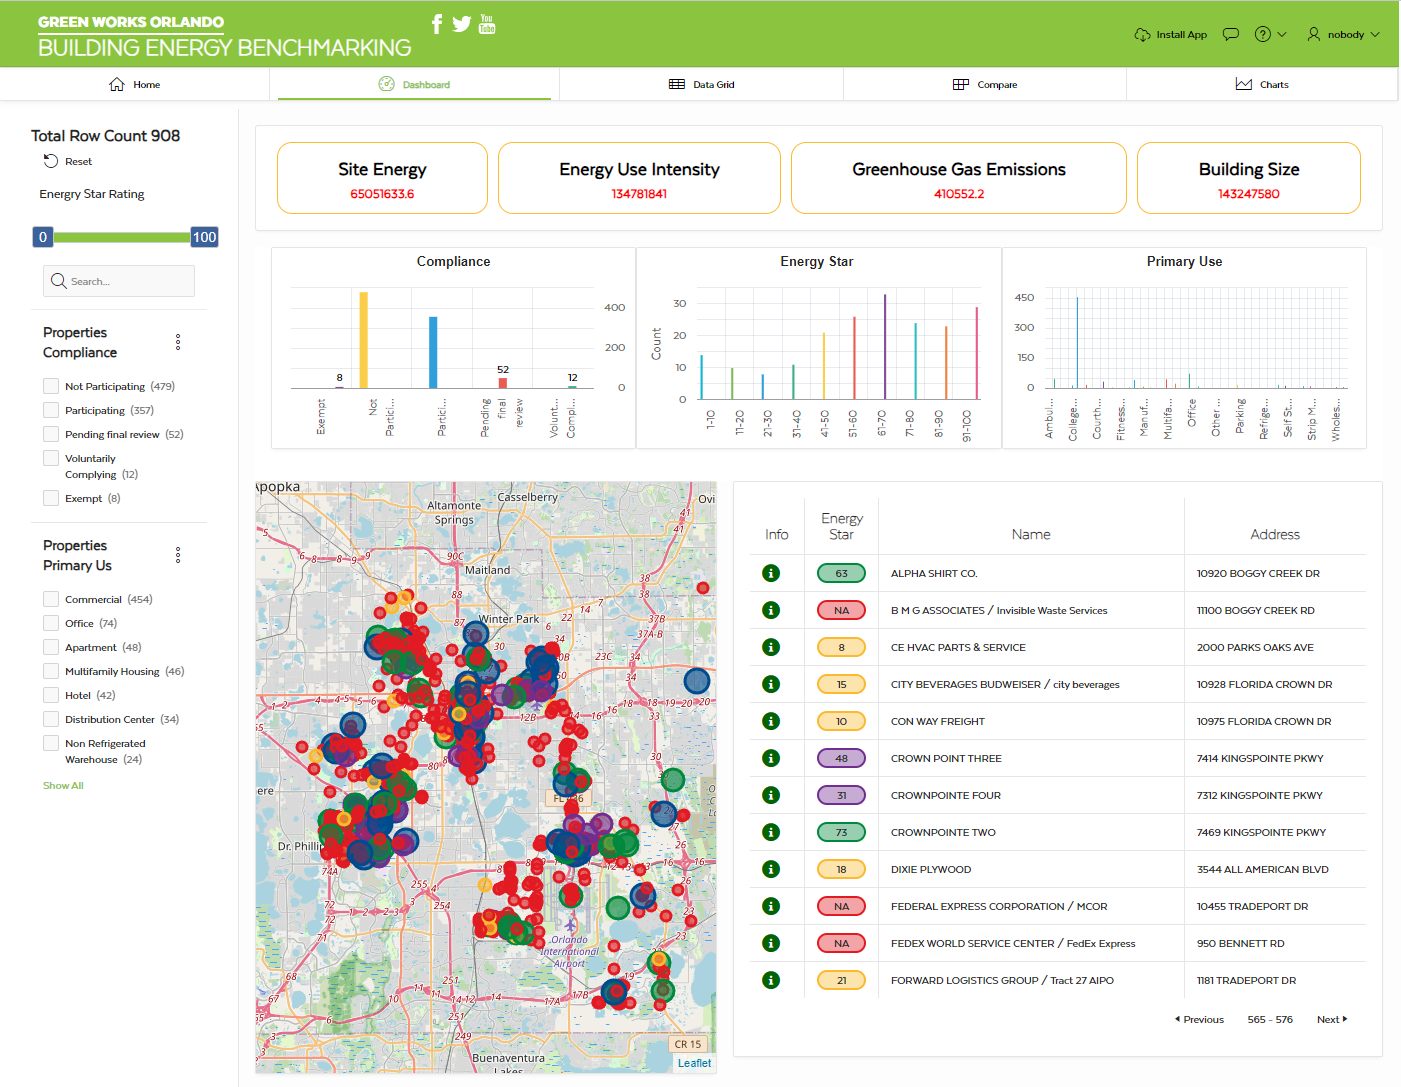 GREEN WORKS ORLANDO
BUILDING ENERGY BENCHMARKING
You
Tube
Install App
nobody
Home
Dashboard
Data Grid
Compare
Charts
Total Row Count 908
Reset
Energry Star Rating
0
100
Search...
Properties
Compliance
Not Participating (479)
Participating (357)
Pending final review (52)
Voluntarily
Complying (12)
Exempt (8)
Properties
Primary Us
Commercial (454)
Office (74)
Apartment (48)
Multifamily Housing (46)
Hotel (42)
Distribution Center (34)
Non Refrigerated
Warehouse (24)
Show All
Site Energy
65051633.6
Energy Use Intensity
134781841
Greenhouse Gas Emissions
410552.2
Building Size
143247580
Compliance
400
200
0
8
52
12
Exempt
Not
Partici...
Partici...
Pending
final
review
Volunt...
Compl...
Energy Star
Count
30
20
10
0
1-10
11-20
21-30
31-40
41-50
51-60
61-70
71-80
81-90
91-100
Primary Use
450
300
150
0
Ambul...
College...
Courth...
Fitness...
Manuf...
Multifa...
Office
Other ...
Parking
Refrige...
Self St...
Strip M...
Wholes...
Apopka
Altamonte
Springs
Casselberry
Ovi
Maitland
Winter Park
Dr. Phillip
Orlando
International
Airport
Buenaventura
Lakes
CR 15
Leaflet
Info
Energy
Star
Name
Address
63 ALPHA SHIRT CO. 10920 BOGGY CREEK DR
NA B M G ASSOCIATES / Invisible Waste Services 11100 BOGGY CREEK RD
8 CE HVAC PARTS & SERVICE 2000 PARKS OAKS AVE
15 CITY BEVERAGES BUDWEISER / city beverages 10928 FLORIDA CROWN DR
10 CON WAY FREIGHT 10975 FLORIDA CROWN DR
48 CROWN POINT THREE 7414 KINGSPOINTE PKWY
31 CROWNPOINTE FOUR 7312 KINGSPOINTE PKWY
73 CROWNPOINTE TWO 7469 KINGSPOINTE PKWY
18 DIXIE PLYWOOD 3544 ALL AMERICAN BLVD
NA FEDERAL EXPRESS CORPORATION / MCOR 10455 TRADEPORT DR
NA FEDEX WORLD SERVICE CENTER / FedEx Express 950 BENNETT RD
21 FORWARD LOGISTICS GROUP / Tract 27 AIPO 1181 TRADEPORT DR
Previous 565 - 576 Next